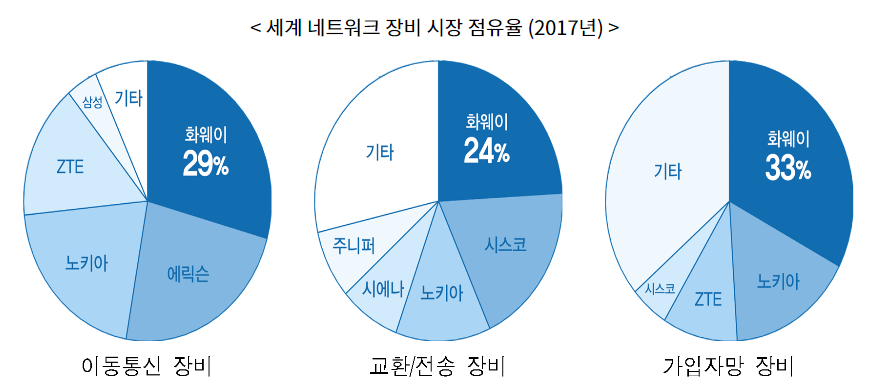 < 세계 네트워크 장비 시장 점유율 (2017년) >
화웨이
29%
에릭슨
노키아
ZTE
삼성
기타
이동통신 장비
화웨이
24%
시스코
노키아
시에나
주니퍼
기타
교환/전송 장비
화웨이
33%
노키아
ZTE
시스코
기타
가입자망 장비